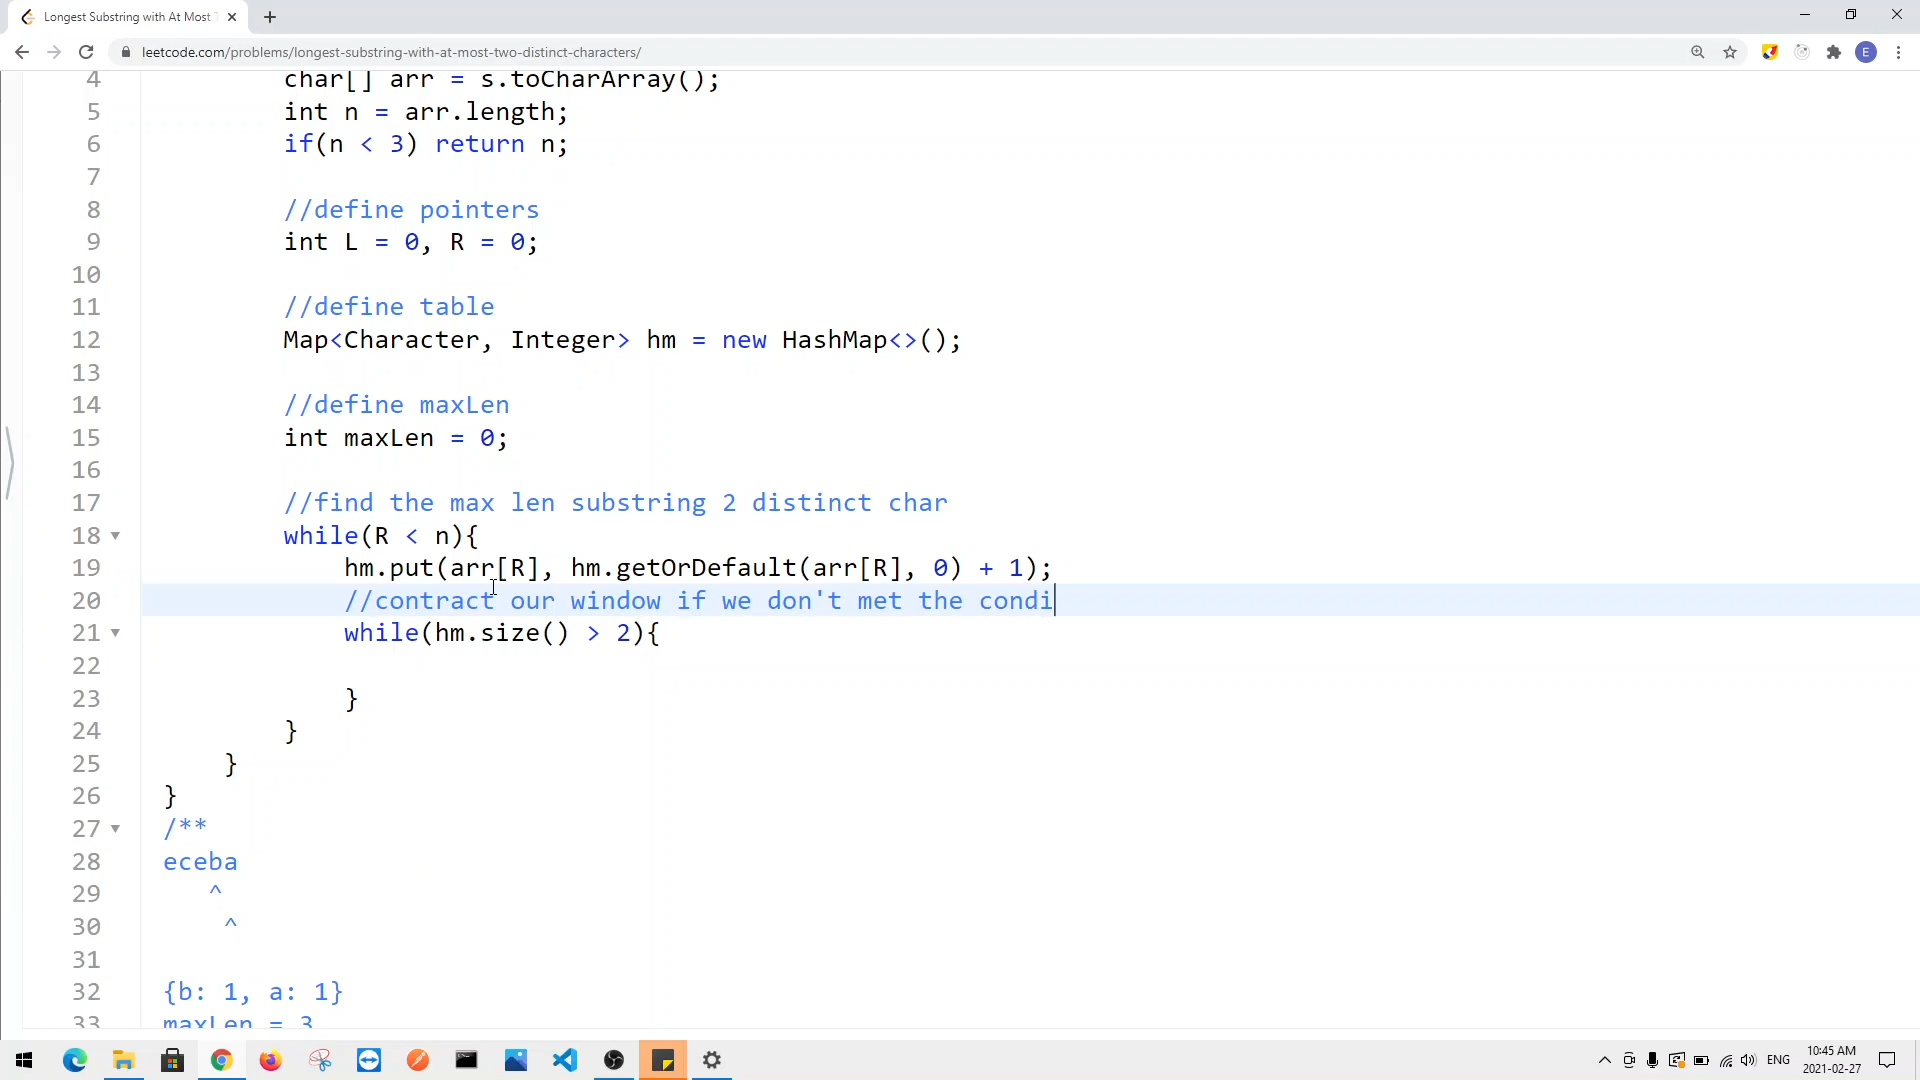 Longest Substring with At Most T
leetcode.com/problems/longest-substring-with-at-most-two-distinct-characters/
E
4 char[] arr = s.toCharArray();
5 int n = arr.length;
6 if(n < 3) return n;
7
8 //define pointers
9 int L = 0, R = 0;
10
11 //define table
12 Map<Character, Integer> hm = new HashMap<>();
13
14 //define maxLen
15 int maxLen = 0;
16
17 //find the max len substring 2 distinct char
18 while(R < n){
19 hm.put(arr[R], hm.getOrDefault(arr[R], 0) + 1);
20 //contract our window if we don't met the condi
21 while(hm.size() > 2){
22
23 }
24 }
25 }
26 }
27 /**
28 eceba
29 ^
30 ^
31
32 {b: 1, a: 1}
33 maxLen = 3
ENG
10:45 AM
2021-02-27